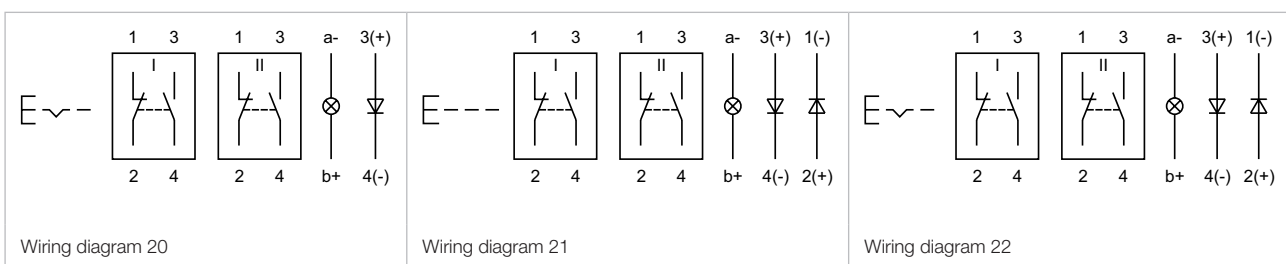 1 3 1 3 a- 3(+)
I II
2 4 2 4 b+ 4(-)
Wiring diagram 20
1 3 1 3 a- 3(+) 1(-)
I II
2 4 2 4 b+ 4(-) 2(+)
Wiring diagram 21
1 3 1 3 a- 3(+) 1(-)
I II
2 4 2 4 b+ 4(-) 2(+)
Wiring diagram 22